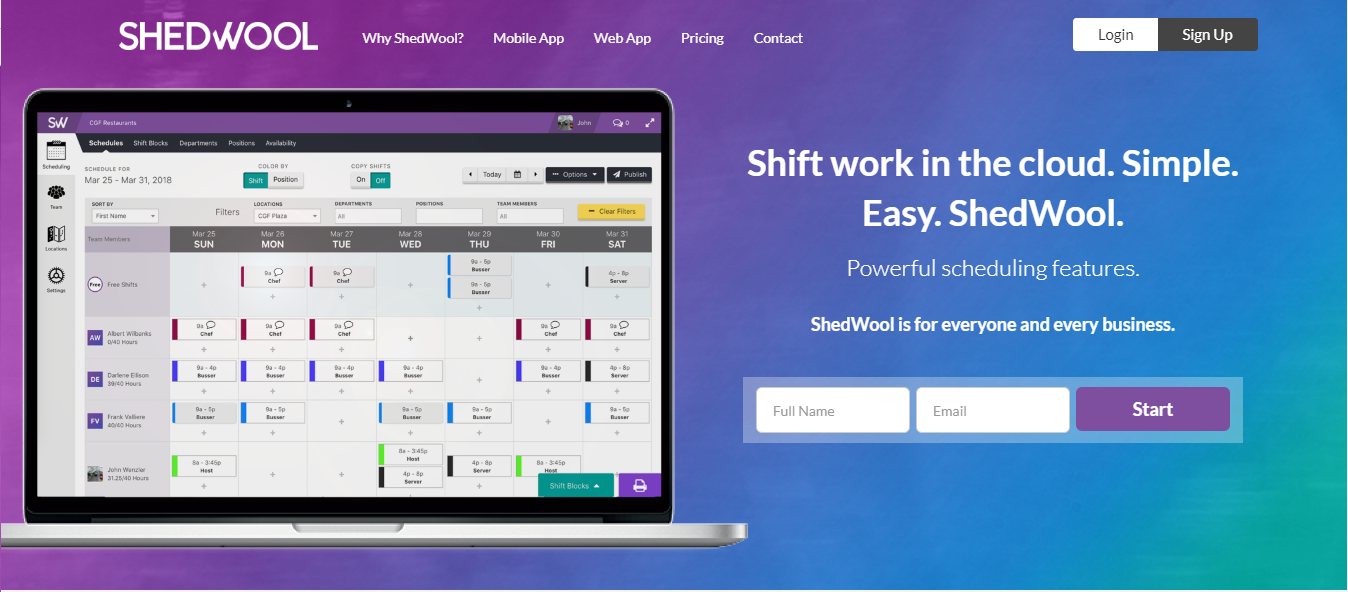 SHEDWOOL
Why ShedWool? Mobile App Web App Pricing Contact
Login Sign Up
SW CGF Restaurants John 0
Schedules Shift Blocks Departments Positions Availability
Scheduling
Team
Locations
Settings
SCHEDULE FOR
Mar 25 - Mar 31, 2018
COLOR BY
Shift Position
COPY SHIFTS
On Off
Today Options Publish
SORT BY
First Name
Filters
LOCATIONS
CGF Plaza
DEPARTMENTS
All
POSITIONS
TEAM MEMBERS
All
Clear Filters
Team Members
Mar 25 Mar 26 Mar 27 Mar 28 Mar 29 Mar 30 Mar 31
SUN MON TUE WED THU FRI SAT
Free Free Shifts
9a 9a 9a - 5p 4p - 8p
Chef Chef Busser Server
9a - 5p
Busser
AW Albert Wilbanks
0/40 Hours
9a 9a 9a 9a 9a
Chef Chef Chef Chef Chef
DE Darlene Ellison
39/40 Hours
9a - 4p 9a - 4p 9a - 4p 9a - 4p 9a - 4p 4p - 8p
Busser Busser Busser Busser Busser Server
FV Frank Valliere
40/40 Hours
9a - 5p 9a - 5p 9a - 5p 9a - 5p 9a - 5p
Busser Busser Busser Busser Busser
John Wenzler
31.25/40 Hours
8a - 3:45p 8a - 3:45p 4p - 8p 8a - 3:45p
Host Host Server Host
4p - 8p
Server
Shift Blocks
Shift work in the cloud. Simple.
Easy. ShedWool.
Powerful scheduling features.
ShedWool is for everyone and every business.
Full Name Email Start